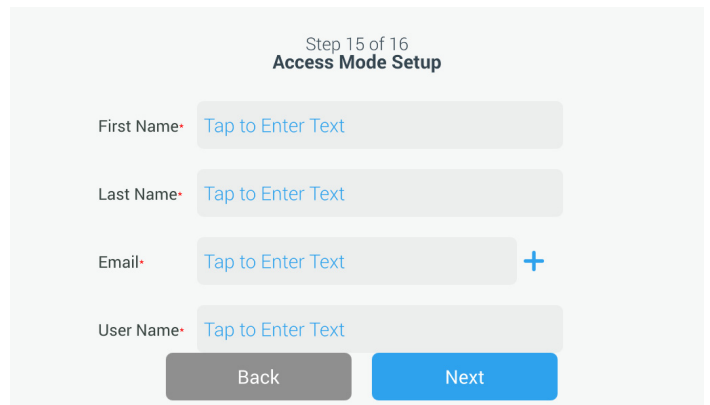 Step 15 of 16
Access Mode Setup
First Name* Tap to Enter Text
Last Name* Tap to Enter Text
Email* Tap to Enter Text +
User Name* Tap to Enter Text
Back Next